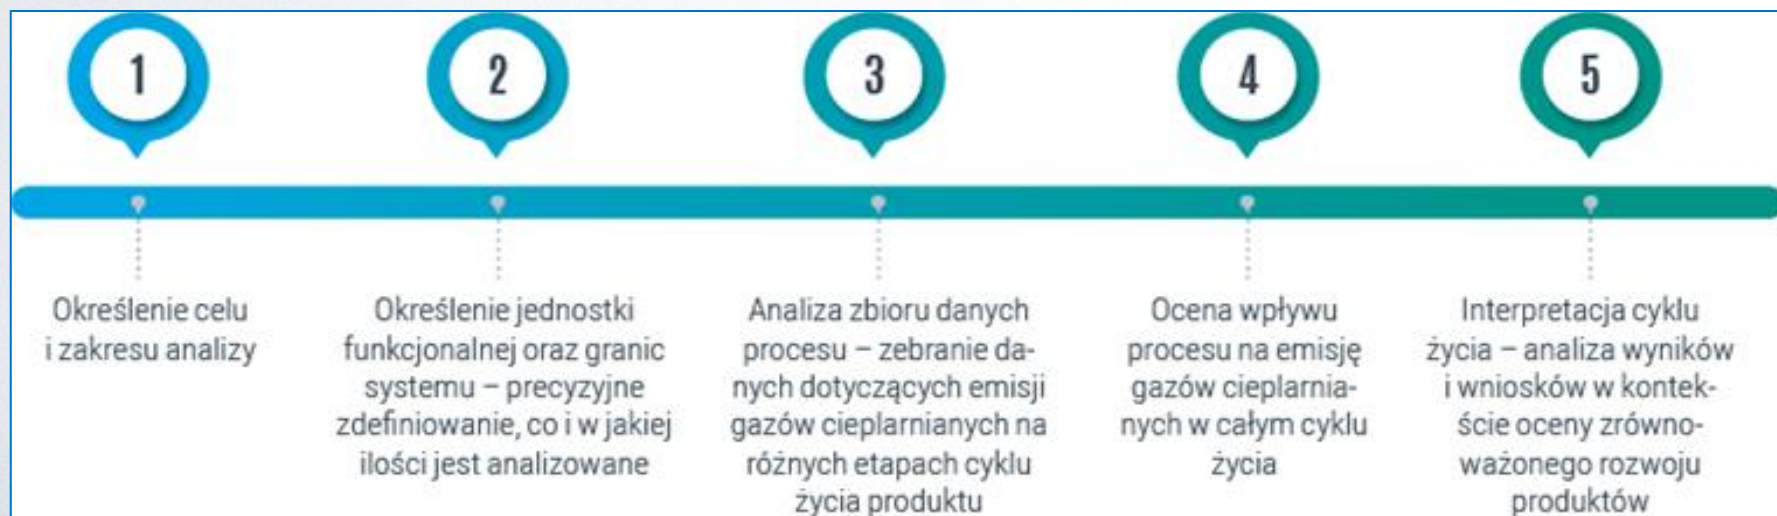 1
2
3
4
5
Określenie celu
i zakresu analizy
Określenie jednostki
funkcjonalnej oraz granic
systemu – precyzyjne
zdefiniowanie, co i w jakiej
ilości jest analizowane
Analiza zbioru danych
procesu – zebranie da-
nych dotyczących emisji
gazów cieplarnianych na
różnych etapach cyklu
życia produktu
Ocena wpływu
procesu na emisję
gazów cieplarnia-
nych w całym cyklu
życia
Interpretacja cyklu
życia – analiza wyników
i wniosków w kontek-
ście oceny zrówno-
ważonego rozwoju
produktów